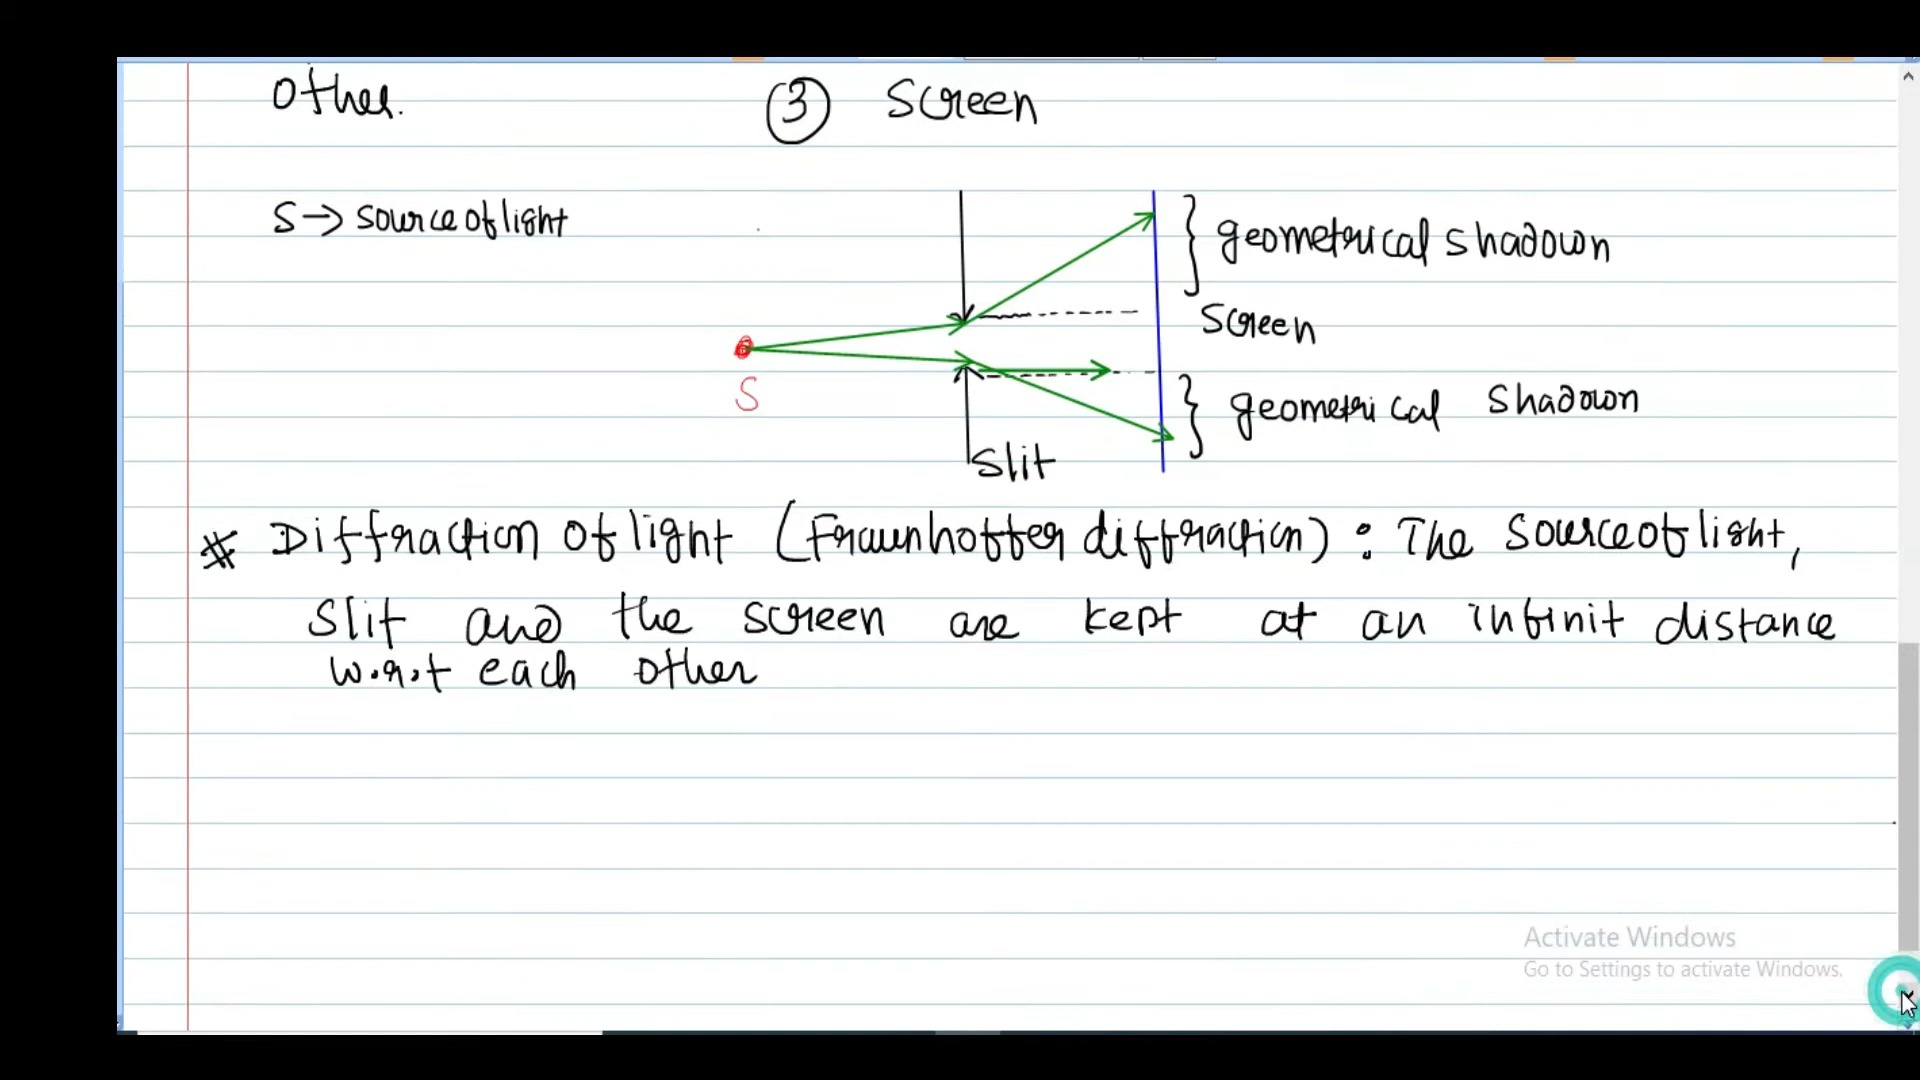 other.
③ Screen
S → source of light
geometrical shadown
Screen
S
geometrical shadown
Slit
* Diffraction of light (Fraunhoffer diffraction) : The source of light,
Slit and the screen are kept at an infinit distance
w.r.t each other
Activate Windows
Go to Settings to activate Windows.